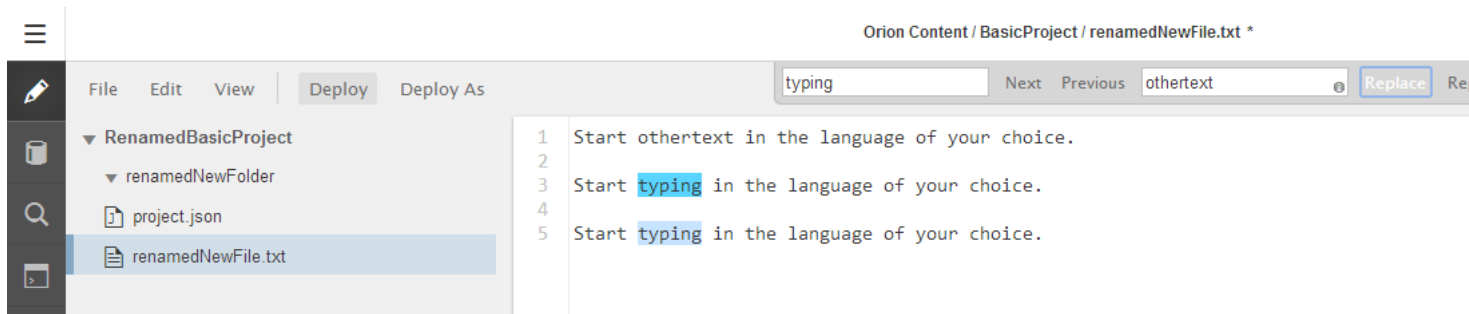 Orion Content / BasicProject / renamedNewFile.txt *
File Edit View Deploy Deploy As
typing Next Previous othertext Replace Re
RenamedBasicProject
renamedNewFolder
project.json
renamedNewFile.txt
1 Start othertext in the language of your choice.
2
3 Start typing in the language of your choice.
4
5 Start typing in the language of your choice.